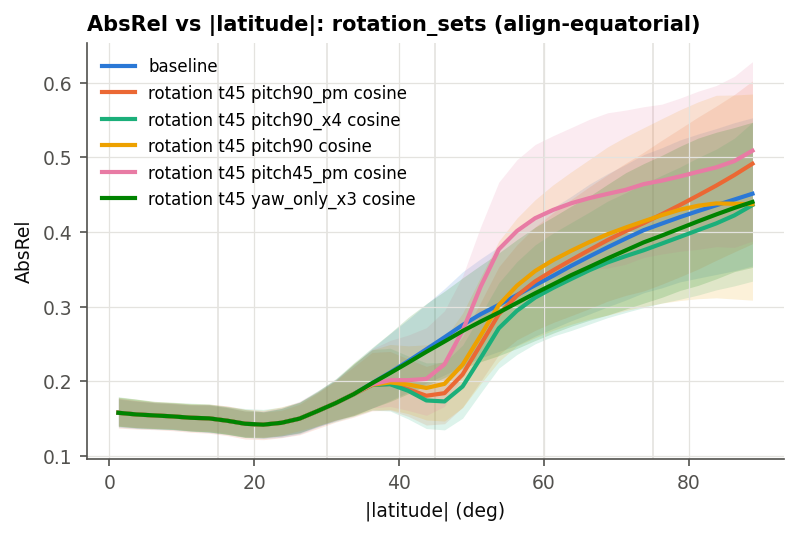 AbsRel vs |latitude|: rotation_sets (align-equatorial)
baseline
rotation t45 pitch90_pm cosine
rotation t45 pitch90_x4 cosine
rotation t45 pitch90 cosine
rotation t45 pitch45_pm cosine
rotation t45 yaw_only_x3 cosine
AbsRel
0.6
0.5
0.4
0.3
0.2
0.1
0 20 40 60 80
|latitude| (deg)